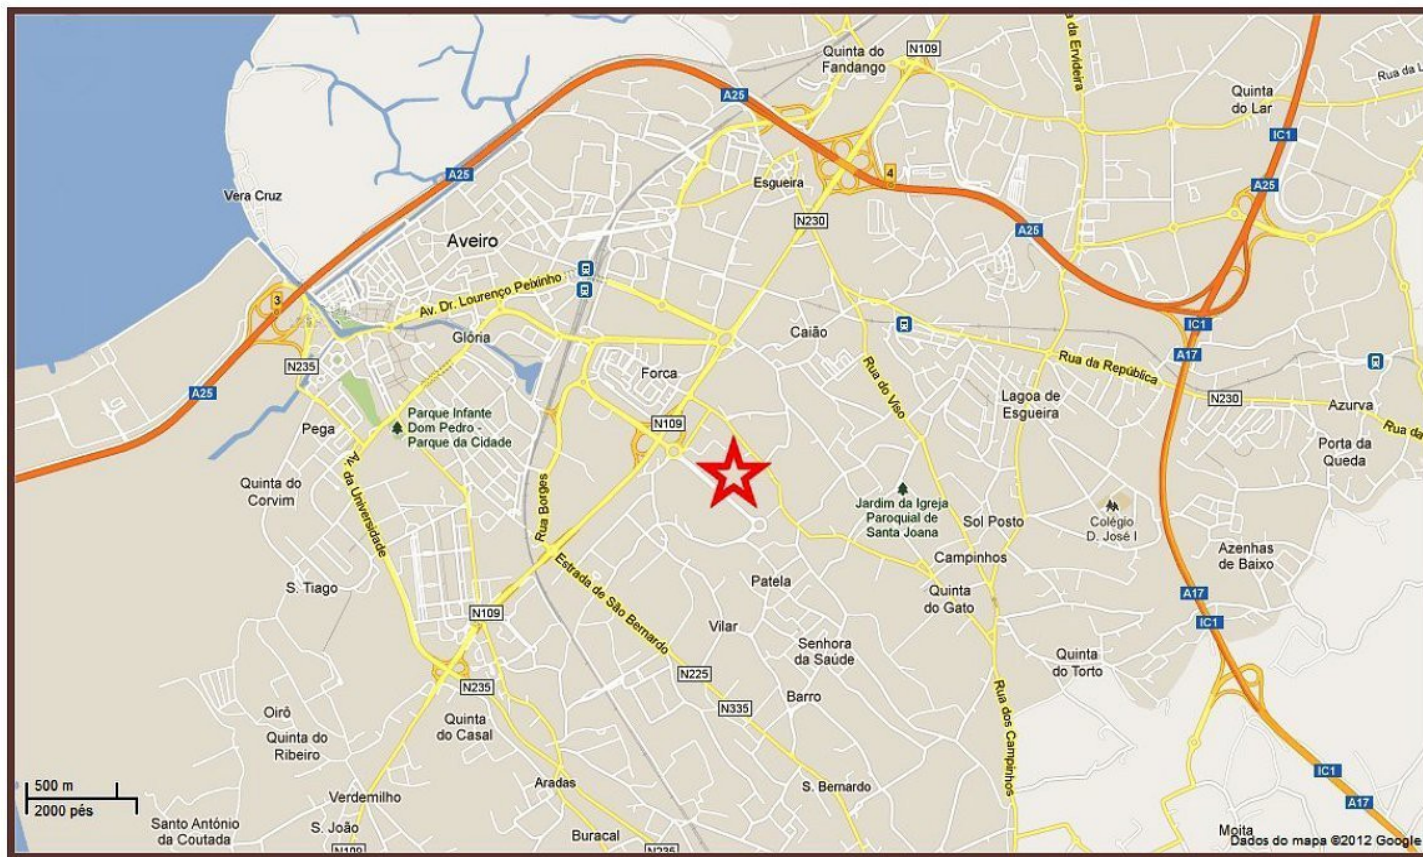 N109
Quinta do
Fandango
a da Ervideira
Rua da L
Quinta
do Lar
A25
IC1
A25
4
Esgueira
Vera Cruz
A25
N230
A25
Aveiro
3
Av. Dr. Lourenço Peixinho
Glória
Caião
IC1
A17
N235
Forca
Rua da República
A25
Rua do Viso
Lagoa de
Esgueira
N230
Azurva
Rua da
Parque Infante
Dom Pedro -
Parque da Cidade
Pega
N109
Porta da
Queda
Av. da Universidade
Quinta do
Corvim
Rua Borges
Jardim da Igreja
Paroquial de
Santa Joana
Sol Posto
Colégio
D. José I
Campinhos
Azenhas
de Baixo
Estrada de São Bernardo
S. Tiago
Patela
Quinta
do Gato
A17
IC1
N109
Vilar
Senhora
da Saúde
Quinta
do Torto
N225
N235
Barro
Rua dos Campinhos
N335
Oirô
Quinta do
Ribeiro
Quinta
do Casal
IC1
500 m
2000 pés
Aradas
S. Bernardo
Verdemilho
A17
Santo António
da Coutada
S. João
Buracal
Moita
N109
N235
Dados do mapa ©2012 Google